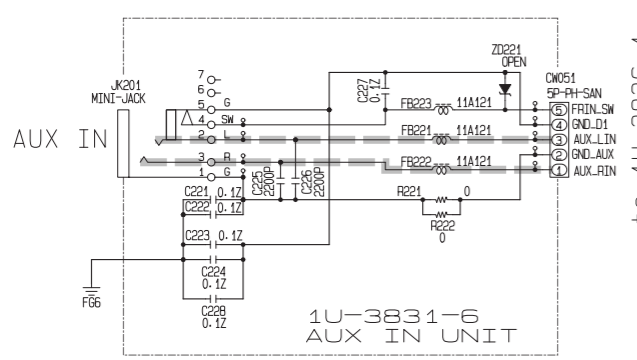 ZD221
OPEN
C227
0.1Z
CW051
5P-PH-SAN
JK201
MINI-JACK
AUX IN
7
6
5 G
4 SW
2 L
3 R
1 G
FB223 11A121
FB221 11A121
FB222 11A121
5 FRIN_SW
4 GND_D1
3 AUX_LIN
2 GND_AUX
1 AUX_RIN
C225
2200P
C226
2200P
C221 0.1Z
C222 0.1Z
R221 0
R222
0
C223 0.1Z
C224
0.1Z
C228
0.1Z
FG6
1U-3831-6
AUX IN UNIT